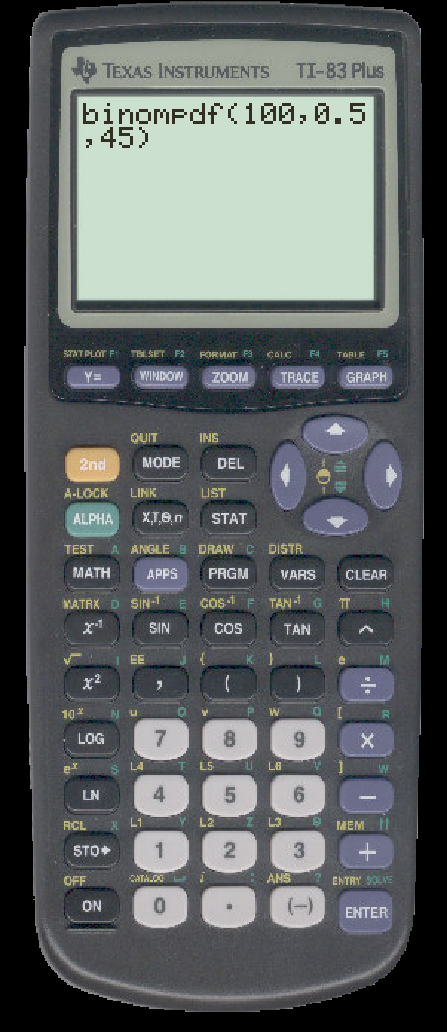 TEXAS INSTRUMENTS TI-83 Plus
binompdf(100,0.5
,45)
STAT PLOT F1 TBLSET F2 FORMAT F3 CALC F4 TABLE F5
Y= WINDOW ZOOM TRACE GRAPH
QUIT INS
2nd MODE DEL
A-LOCK LINK LIST
ALPHA X,T,θ,n STAT
TEST A ANGLE B DRAW C DISTR
MATH APPS PRGM VARS CLEAR
MATRX D SIN⁻¹ E COS⁻¹ F TAN⁻¹ G π H
x⁻¹ SIN COS TAN ^
√ I EE J { K } L e M
x² , ( ) ÷
10ˣ N u O v P w Q [ R
LOG 7 8 9 ×
eˣ S L4 T L5 U L6 V ] W
LN 4 5 6 −
RCL X L1 Y L2 Z L3 θ MEM "
STO▸ 1 2 3 +
OFF CATALOG i : ANS ? ENTRY SOLVE
ON 0 . (−) ENTER